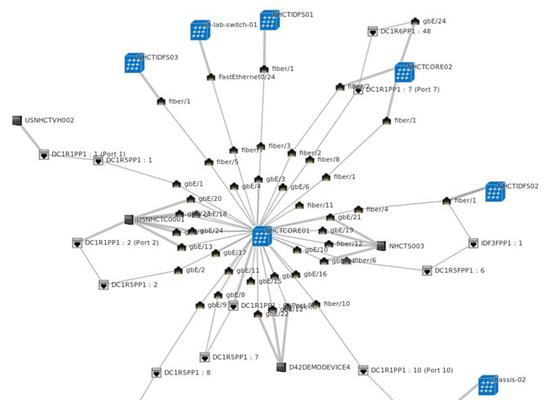 NHCTIDFS01
lab-switch-01
gbE/24
DC1R6PP1 : 48
NHCTIDFS03
fiber/1
FastEthernet0/24
NHCTCORE02
DC1R1PP1 : 7 (Port 7)
fiber/1
USNHCTVH002
fiber/1
DC1R1PP1 : 1 (Port 1)
DC1R5PP1 : 1
fiber/5
fiber/3
fiber/2
fiber/8
gbE/1
gbE/4
gbE/3
gbE/6
fiber/1
NHCTIDFS02
fiber/1
gbE/20
fiber/11
fiber/4
USNHCTC0001
gbE/21
gbE/24
gbE/19
NHCTCORE01
DC1R1PP1 : 2 (Port 2)
gbE/13
gbE/17
gbE/10
fiber/12
NHCTS003
IDF3FPP1 : 1
fiber/6
gbE/2
gbE/11
gbE/16
DC1R5FPP1 : 6
DC1R5PP1 : 2
gbE/15
gbE/8
gbE/9
fiber/10
gbE/22
DC1R5PP1 : 7
D42DEMODEVICE4
DC1R5PP1 : 8
DC1R1PP1 : 10 (Port 10)
hassis-02